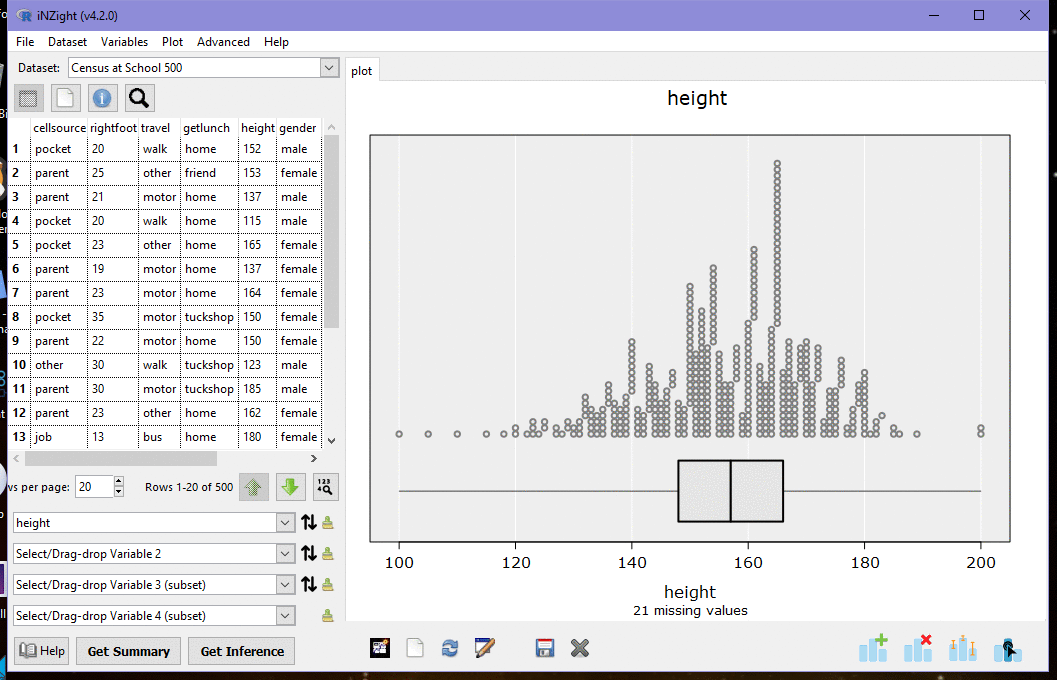 iNZight (v4.2.0)
File Dataset Variables Plot Advanced Help
Dataset: Census at School 500
plot
cellsource rightfoot travel getlunch height gender
1 pocket 20 walk home 152 male
2 parent 25 other friend 153 female
3 parent 21 motor home 137 male
4 pocket 20 walk home 115 male
5 pocket 23 other home 165 female
6 parent 19 motor home 137 female
7 parent 23 motor home 164 female
8 pocket 35 motor tuckshop 150 female
9 parent 22 motor home 150 female
10 other 30 walk tuckshop 123 male
11 parent 30 motor tuckshop 185 male
12 parent 23 other home 162 female
13 job 13 bus home 180 female
vs per page: 20 Rows 1-20 of 500 123
height
Select/Drag-drop Variable 2
Select/Drag-drop Variable 3 (subset)
Select/Drag-drop Variable 4 (subset)
Help Get Summary Get Inference
height
100 120 140 160 180 200
height
21 missing values